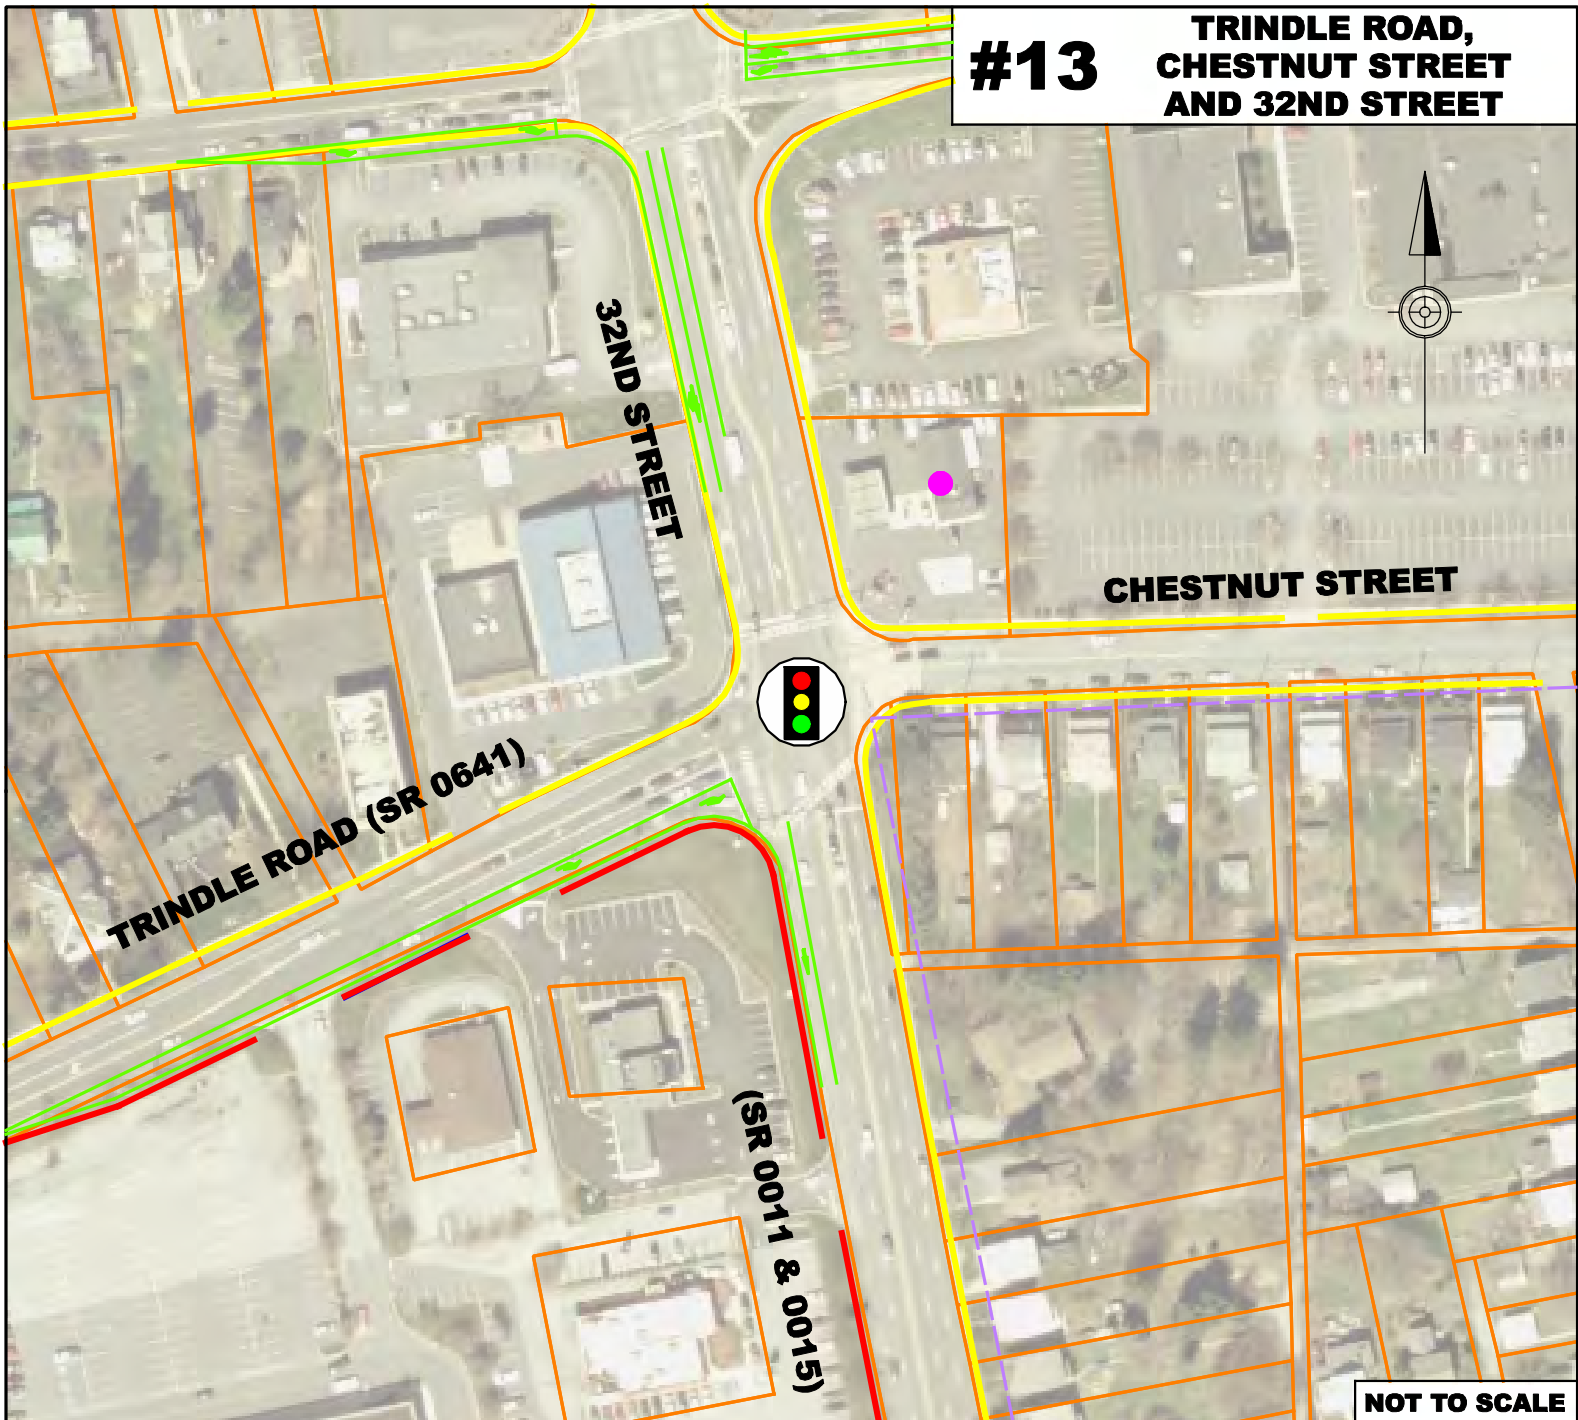 #13
TRINDLE ROAD,
CHESTNUT STREET
AND 32ND STREET
32ND STREET
CHESTNUT STREET
TRINDLE ROAD (SR 0641)
(SR 0011 & 0015)
NOT TO SCALE